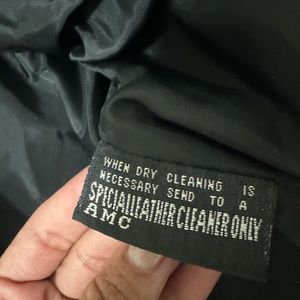 WHEN DRY CLEANING IS
NECESSARY SEND TO A
SPECIALLEATHERCLEANERONLY
AMC